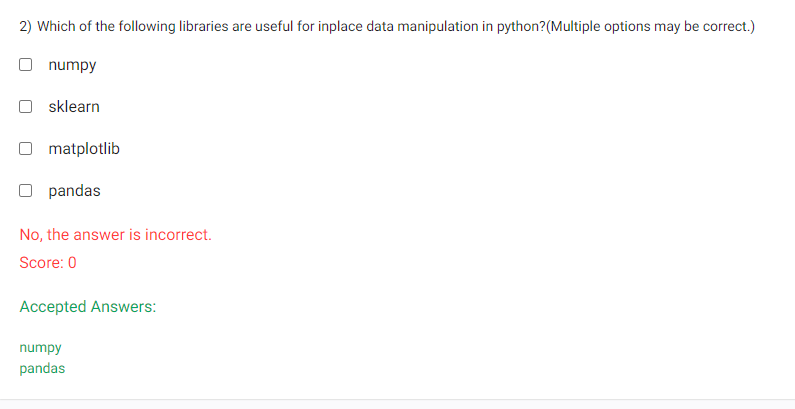 2) Which of the following libraries are useful for inplace data manipulation in python?(Multiple options may be correct.)
numpy
sklearn
matplotlib
pandas
No, the answer is incorrect.
Score: 0
Accepted Answers:
numpy
pandas